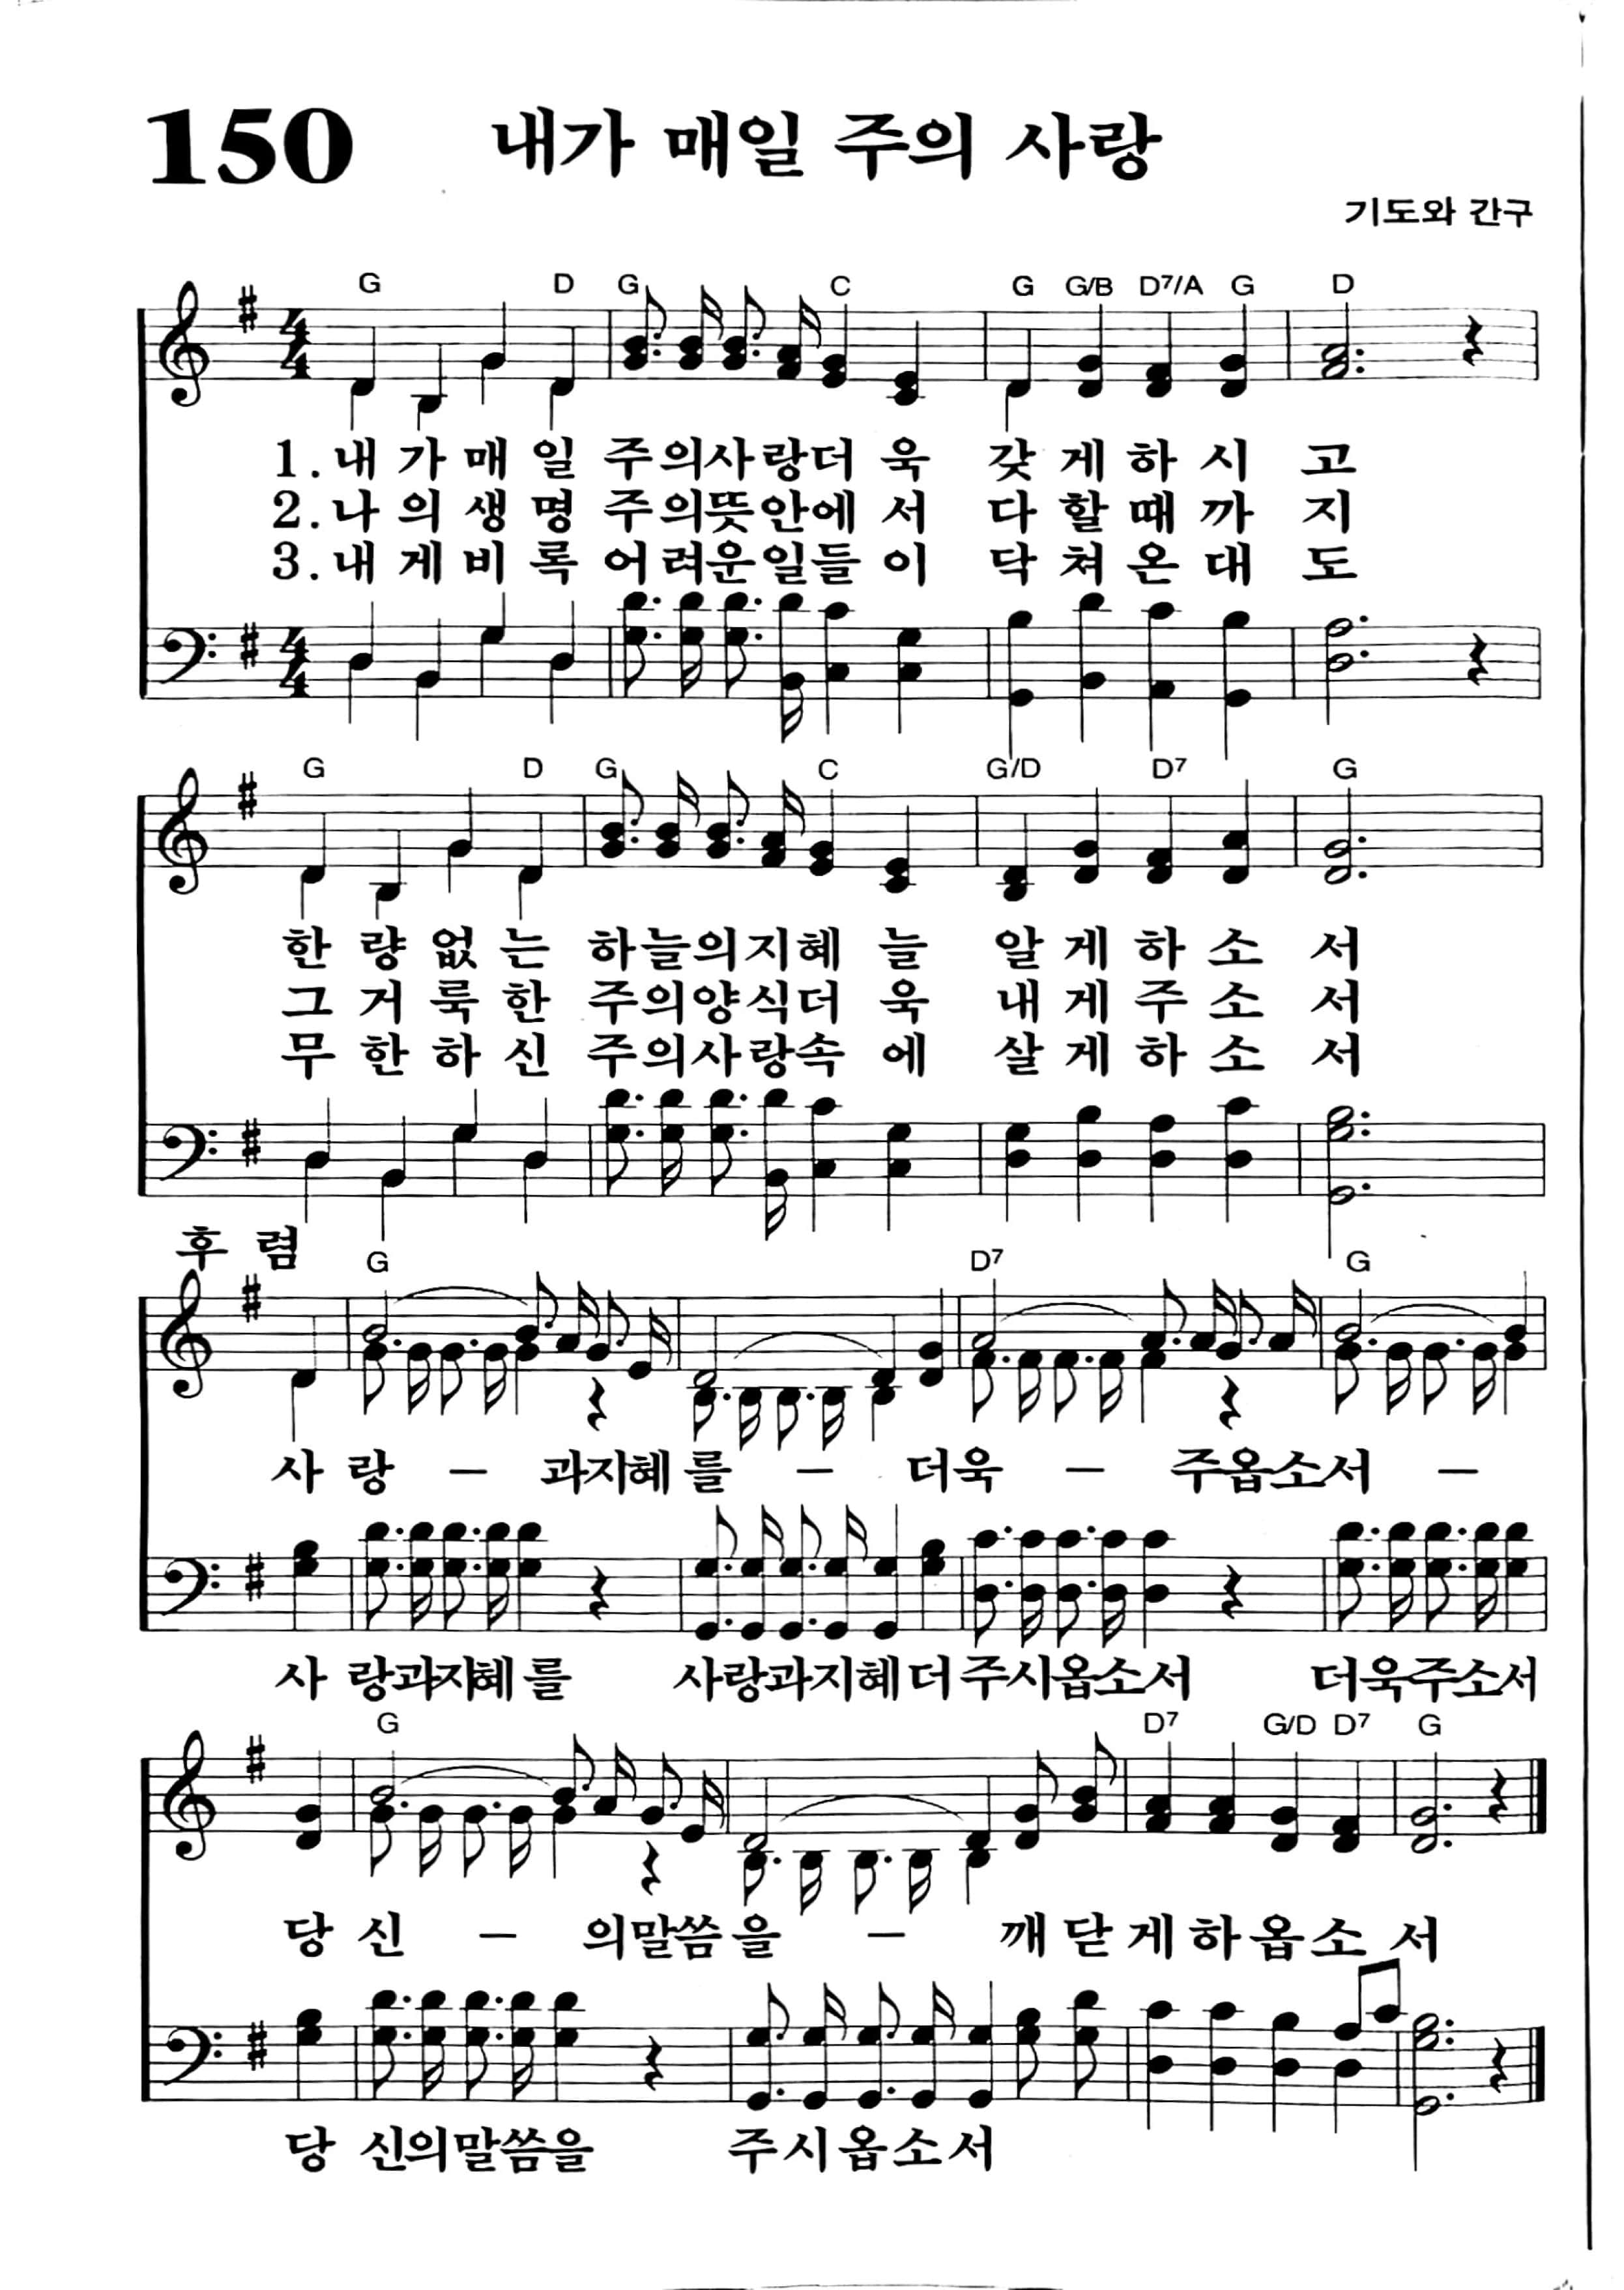 150 내가 매일 주의 사랑
기도와 간구
G D G C G G/B D7/A G D
1. 내 가 매 일 주의사랑더 욱 갖 게 하 시 고
2. 나 의 생 명 주의뜻안에 서 다 할 때 까 지
3. 내 게 비 록 어려운일들 이 닥 쳐 온 대 도
G D G C G/D D7 G
한 량 없 는 하늘의지혜 늘 알 게 하 소 서
그 거 룩 한 주의양식더 욱 내 게 주 소 서
무 한 하 신 주의사랑속 에 살 게 하 소 서
후 렴
G D7 G
사 랑 – 과지혜 를 – 더욱 – 주옵소서 –
사 랑과지혜 를 사랑과지혜 더 주시옵소서 더욱주소서
G D7 G/D D7 G
당 신 – 의말씀 을 – 깨 닫 게 하 옵 소 서
당 신의말씀을 주시옵소서